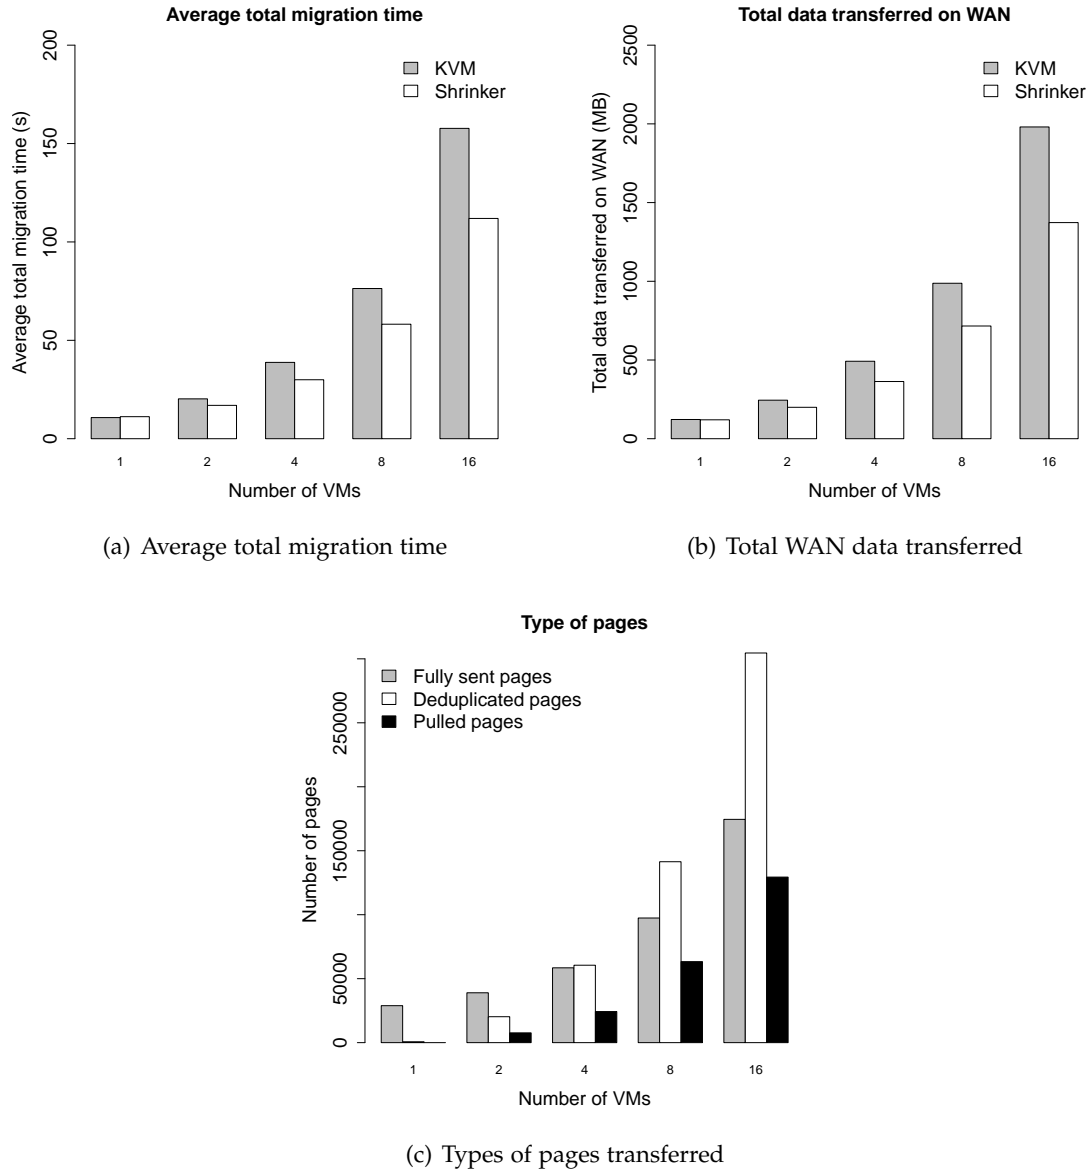 Average total migration time
Average total migration time (s)
200
150
100
50
0
KVM
Shrinker
1 2 4 8 16
Number of VMs
(a) Average total migration time
Total data transferred on WAN
Total data transferred on WAN (MB)
2500
2000
1500
1000
500
0
KVM
Shrinker
1 2 4 8 16
Number of VMs
(b) Total WAN data transferred
Type of pages
Number of pages
250000
150000
50000
0
Fully sent pages
Deduplicated pages
Pulled pages
1 2 4 8 16
Number of VMs
(c) Types of pages transferred